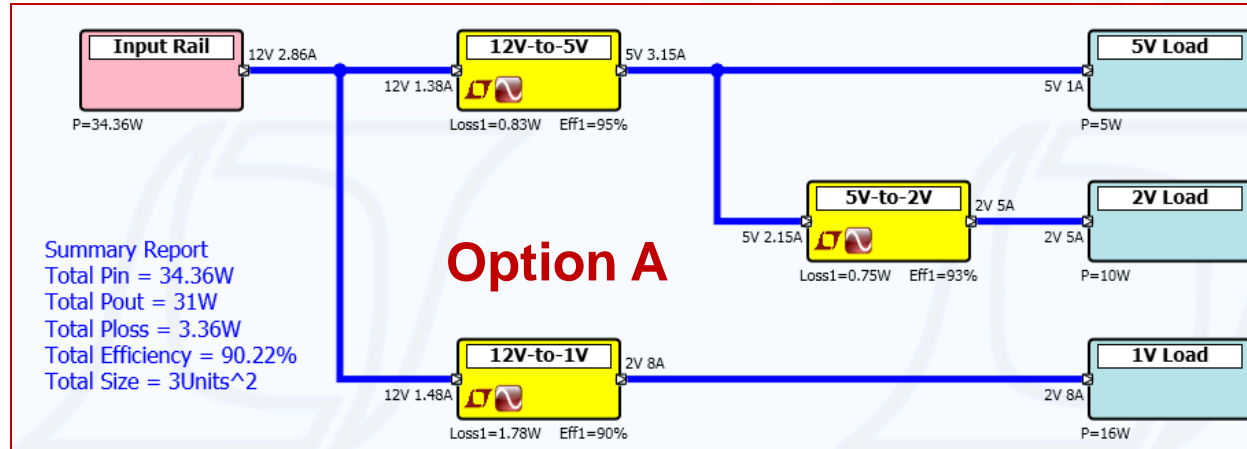 Input Rail
12V 2.86A
P=34.36W
12V 1.38A
12V-to-5V
5V 3.15A
Loss1=0.83W Eff1=95%
5V 1A
5V Load
P=5W
5V 2.15A
5V-to-2V
2V 5A
Loss1=0.75W Eff1=93%
2V 5A
2V Load
P=10W
Option A
Summary Report
Total Pin = 34.36W
Total Pout = 31W
Total Ploss = 3.36W
Total Efficiency = 90.22%
Total Size = 3Units^2
12V 1.48A
12V-to-1V
2V 8A
Loss1=1.78W Eff1=90%
2V 8A
1V Load
P=16W